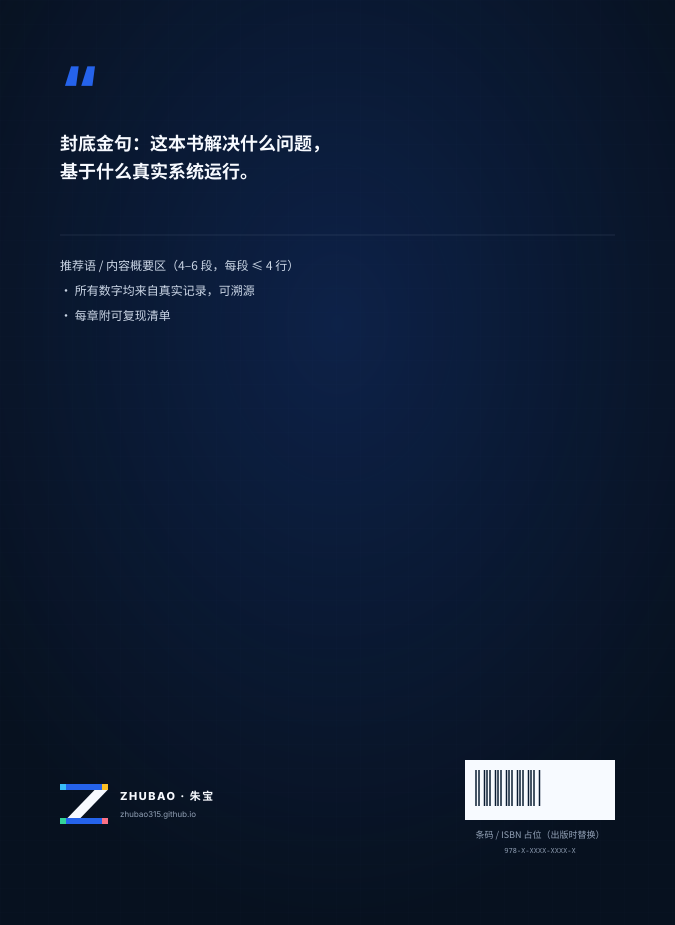 “
封底金句：这本书解决什么问题，
基于什么真实系统运行。
推荐语 / 内容概要区（4–6 段，每段 ≤ 4 行）
· 所有数字均来自真实记录，可溯源
· 每章附可复现清单
ZHUBAO · 朱宝
zhubao315.github.io
条码 / ISBN 占位（出版时替换）
978-X-XXXX-XXXX-X